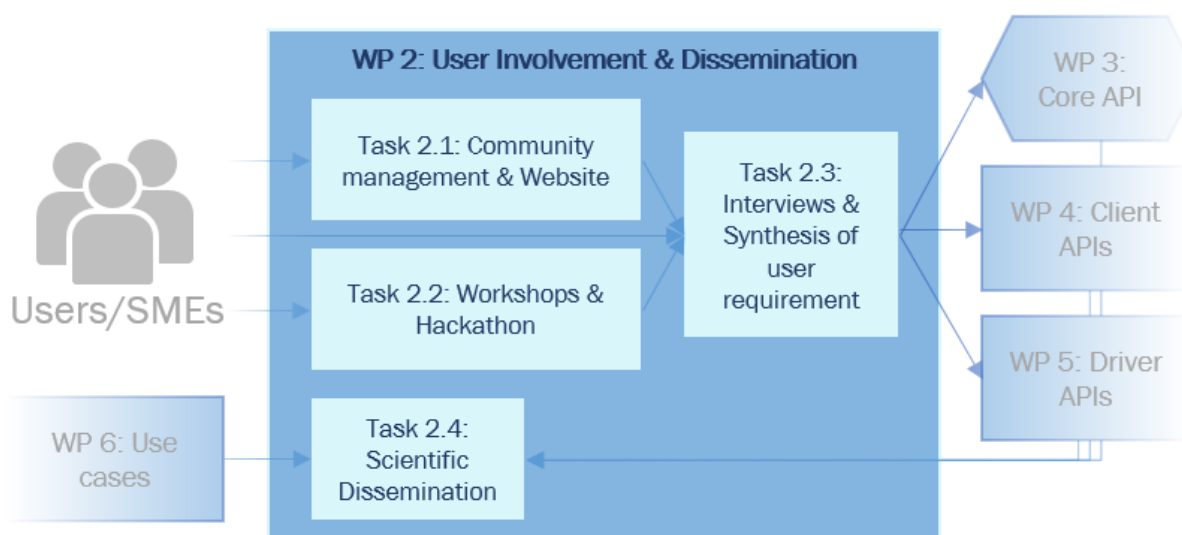 WP 2: User Involvement & Dissemination
Users/SMEs
Task 2.1: Community
management & Website
Task 2.2: Workshops &
Hackathon
Task 2.3:
Interviews &
Synthesis of
user
requirement
WP 3:
Core API
WP 4: Client
APIs
WP 5: Driver
APIs
WP 6: Use
cases
Task 2.4:
Scientific
Dissemination